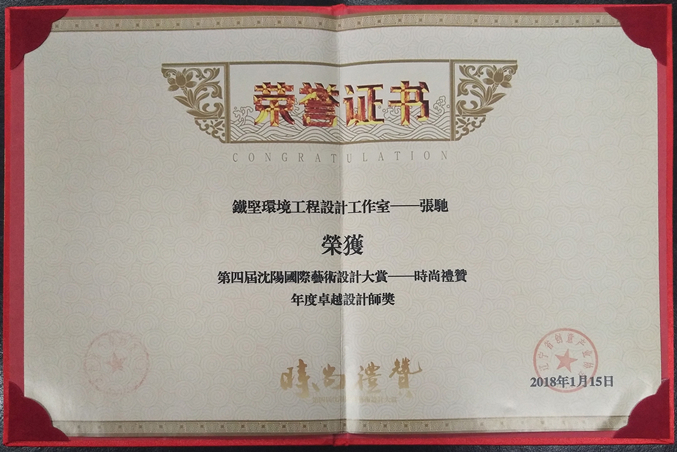 荣誉证书
CONGRATULATION
鐵堅環境工程設計工作室——張馳
榮獲
第四屆沈陽國際藝術設計大賞——時尚禮贊
年度卓越設計師獎
時尚禮贊
2018年1月15日